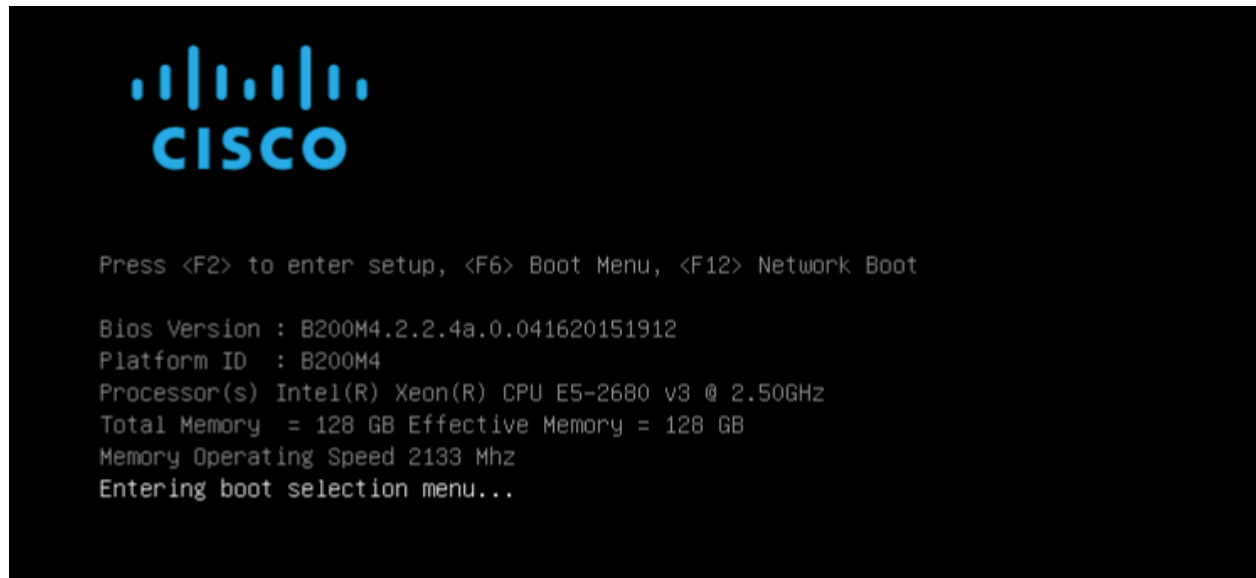 CISCO
Press <F2> to enter setup, <F6> Boot Menu, <F12> Network Boot
Bios Version : B200M4.2.2.4a.0.041620151912
Platform ID  : B200M4
Processor(s) Intel(R) Xeon(R) CPU E5-2680 v3 @ 2.50GHz
Total Memory  = 128 GB Effective Memory = 128 GB
Memory Operating Speed 2133 Mhz
Entering boot selection menu...